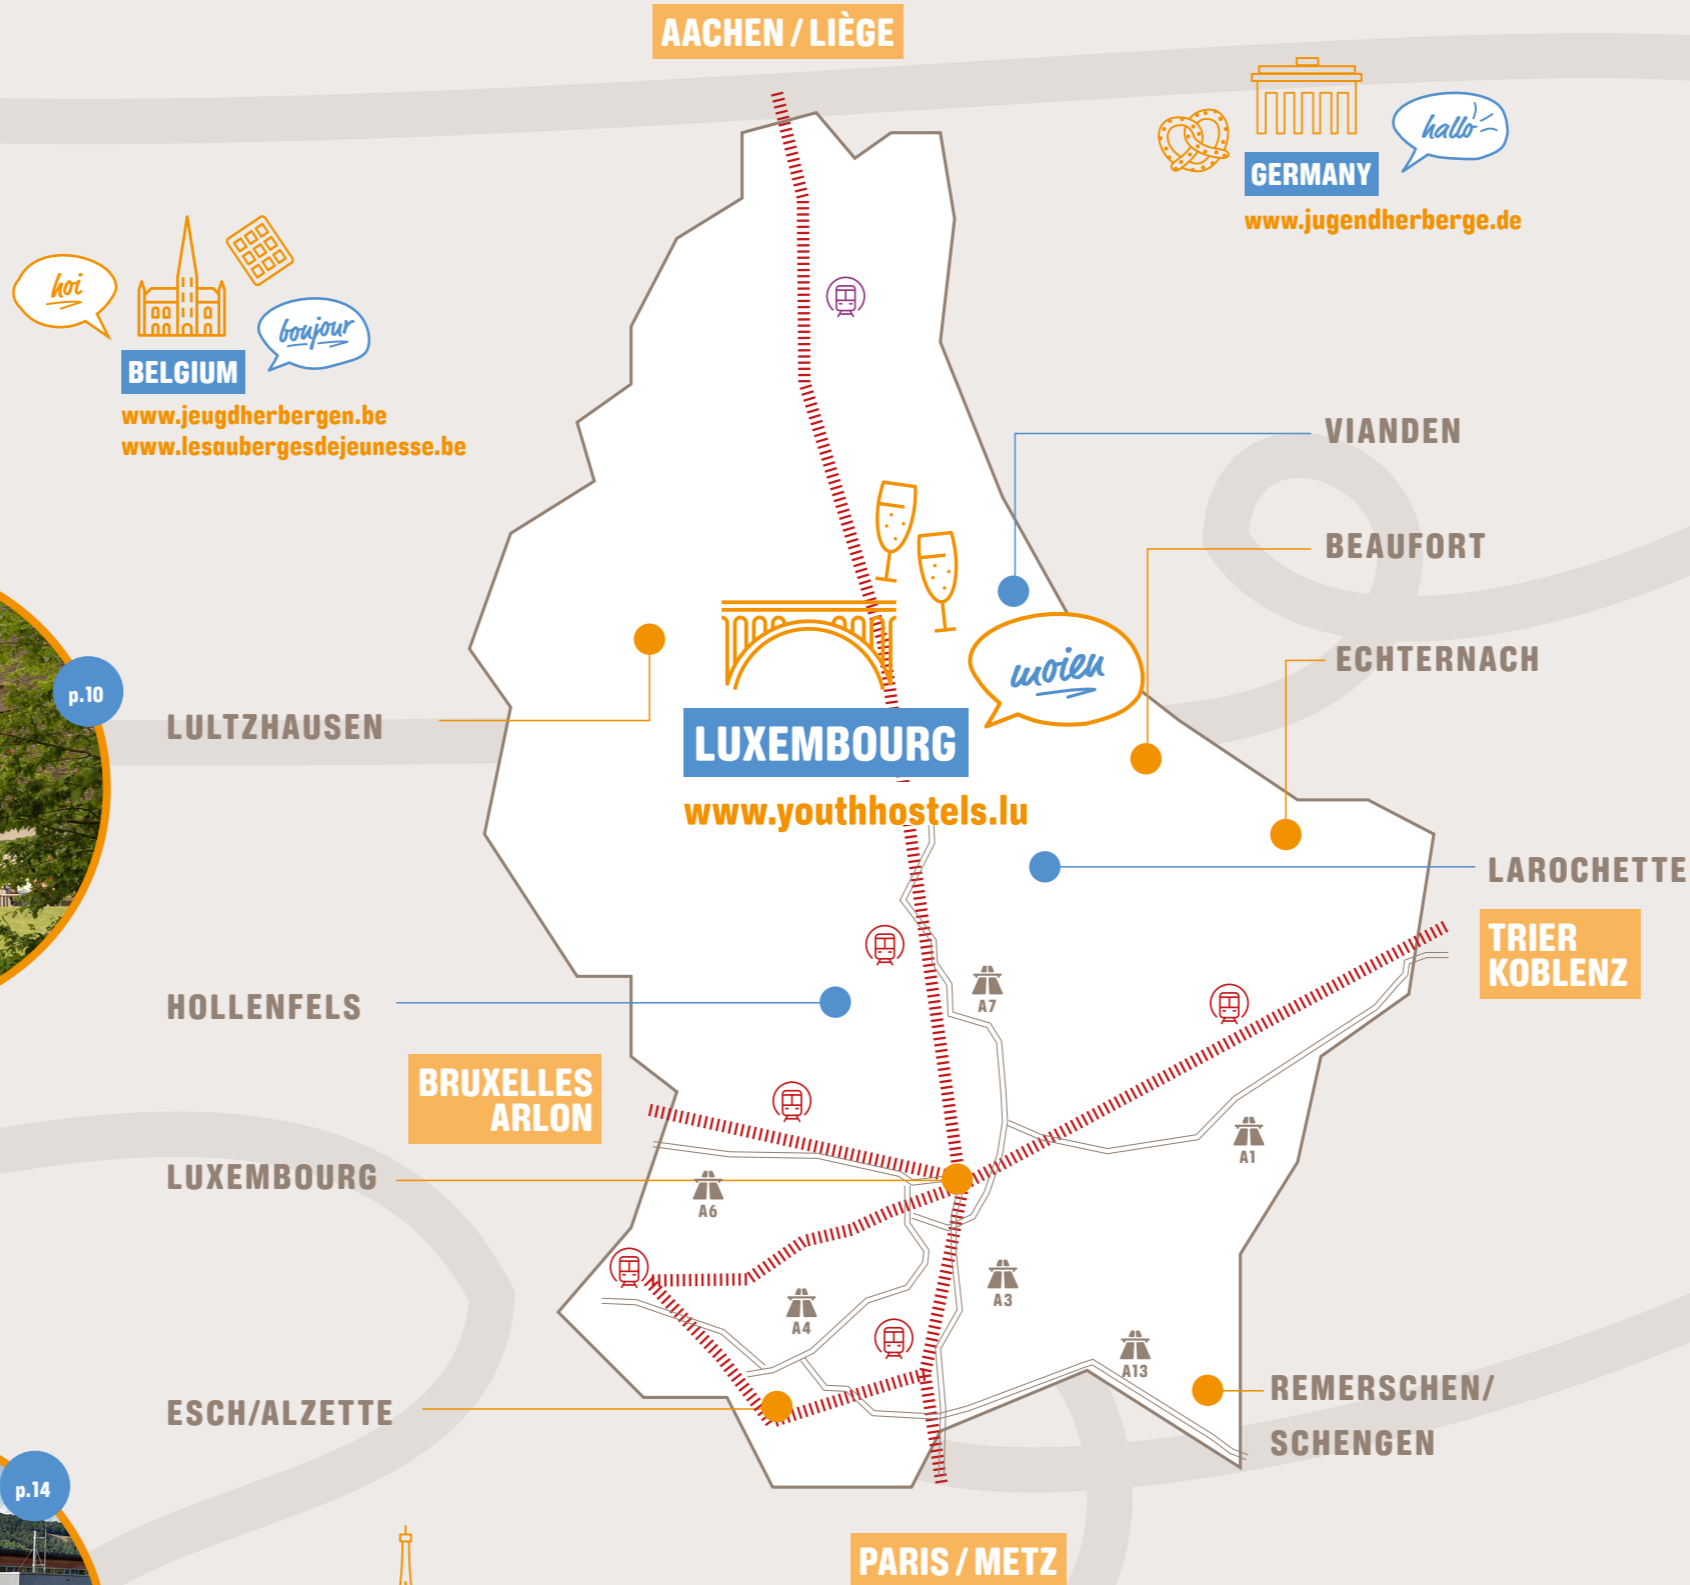 AACHEN / LIÈGE
hallo
GERMANY
www.jugendherberge.de
hoi
bonjour
BELGIUM
www.jeugdherbergen.be
www.lesaubergesdejeunesse.be
VIANDEN
BEAUFORT
ECHTERNACH
moien
p.10
LULTZHAUSEN
LUXEMBOURG
www.youthhostels.lu
LAROCHETTE
TRIER
KOBLENZ
A7
HOLLENFELS
BRUXELLES
ARLON
A1
LUXEMBOURG
A6
A3
A4
A13
REMERSCHEN/
SCHENGEN
ESCH/ALZETTE
p.14
PARIS / METZ